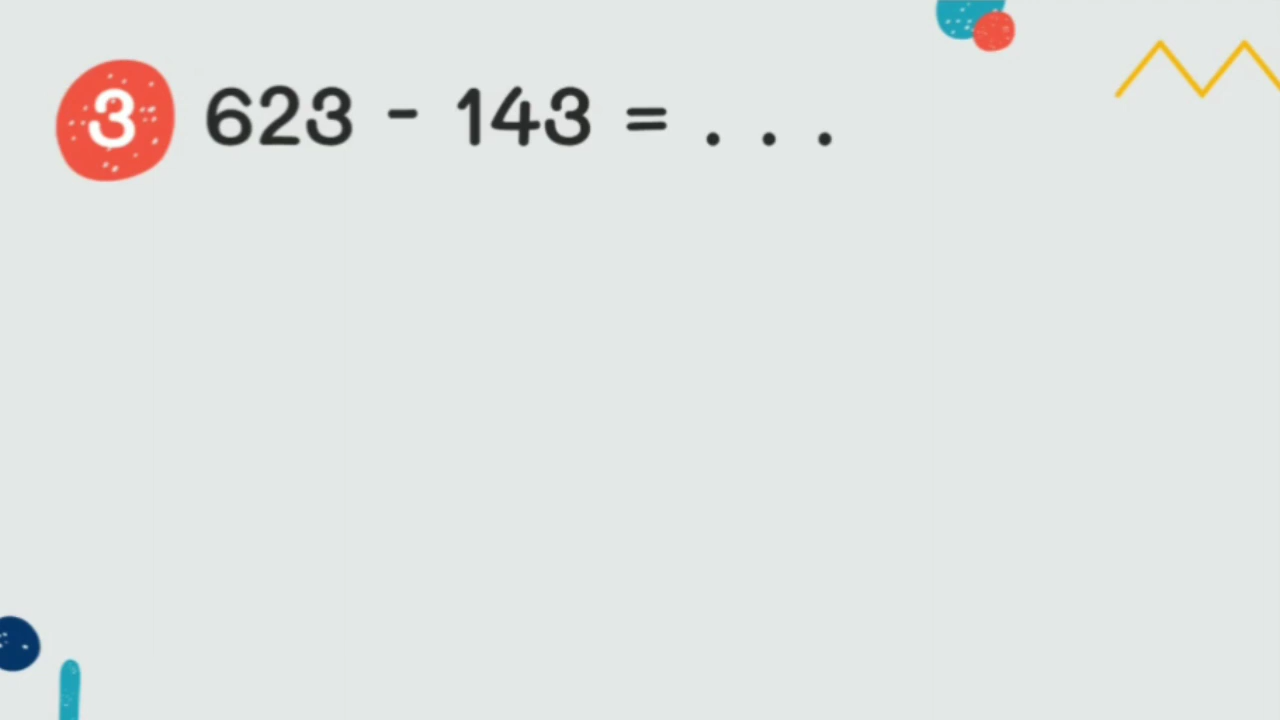 3 623 - 143 = . . .